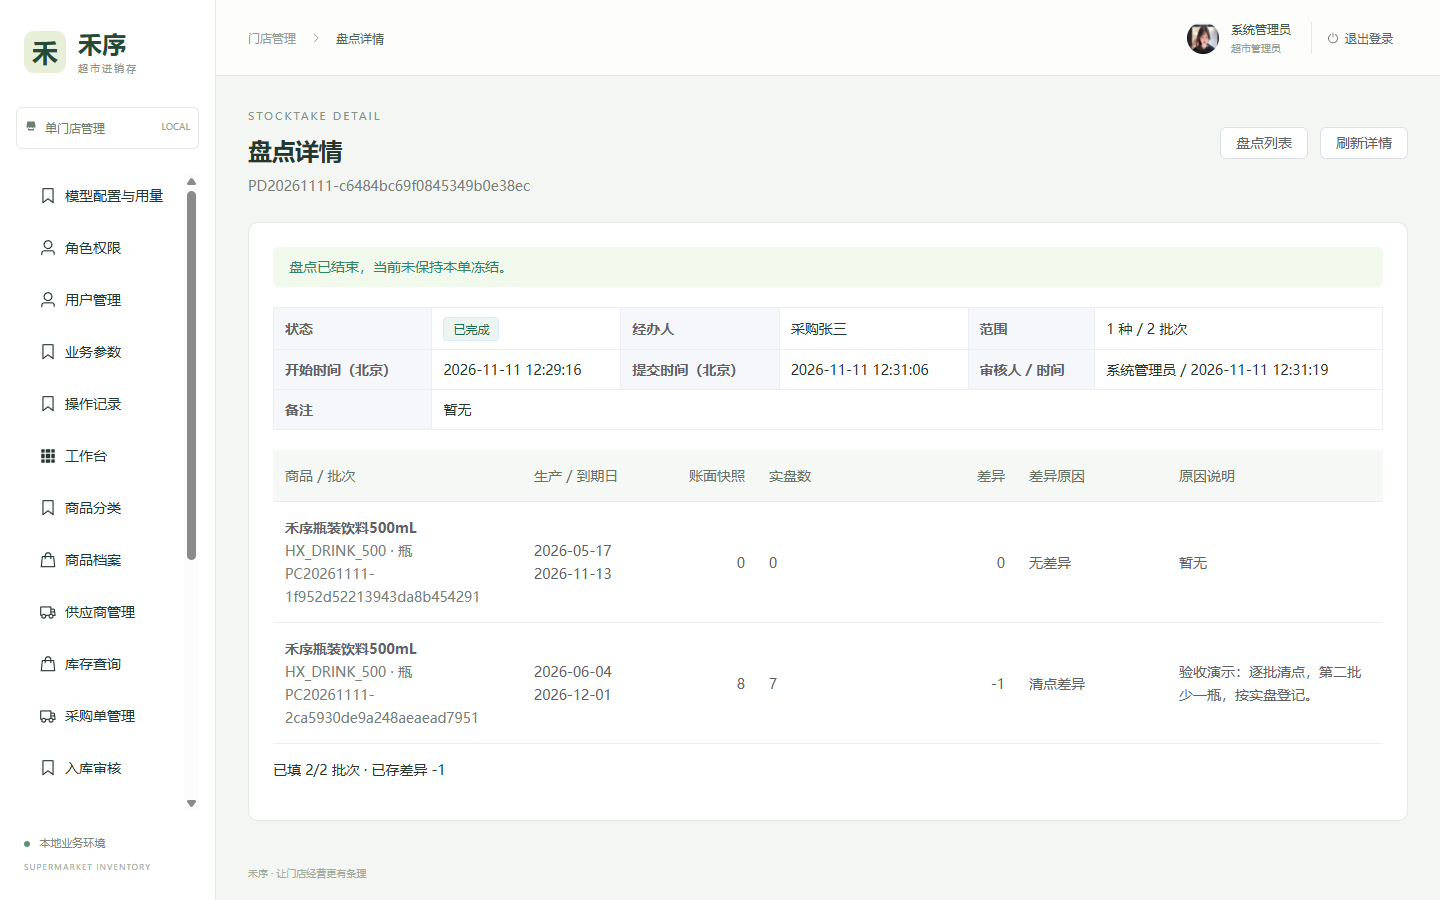 禾
禾序
超市进销存
单门店管理
LOCAL
模型配置与用量
角色权限
用户管理
业务参数
操作记录
工作台
商品分类
商品档案
供应商管理
库存查询
采购单管理
入库审核
本地业务环境
SUPERMARKET INVENTORY
门店管理
盘点详情
系统管理员
超市管理员
退出登录
STOCKTAKE DETAIL
盘点详情
PD20261111-c6484bc69f0845349b0e38ec
盘点列表
刷新详情
盘点已结束，当前未保持本单冻结。
状态 已完成 经办人 采购张三 范围 1 种 / 2 批次
开始时间（北京） 2026-11-11 12:29:16 提交时间（北京） 2026-11-11 12:31:06 审核人 / 时间 系统管理员 / 2026-11-11 12:31:19
备注 暂无
商品 / 批次 生产 / 到期日 账面快照 实盘数 差异 差异原因 原因说明
禾序瓶装饮料500mL
HX_DRINK_500 · 瓶
PC20261111-
1f952d52213943da8b454291
2026-05-17
2026-11-13
0 0 0 无差异 暂无
禾序瓶装饮料500mL
HX_DRINK_500 · 瓶
PC20261111-
2ca5930de9a248aeaead7951
2026-06-04
2026-12-01
8 7 -1 清点差异
验收演示：逐批清点，第二批
少一瓶，按实盘登记。
已填 2/2 批次 · 已存差异 -1
禾序 · 让门店经营更有条理